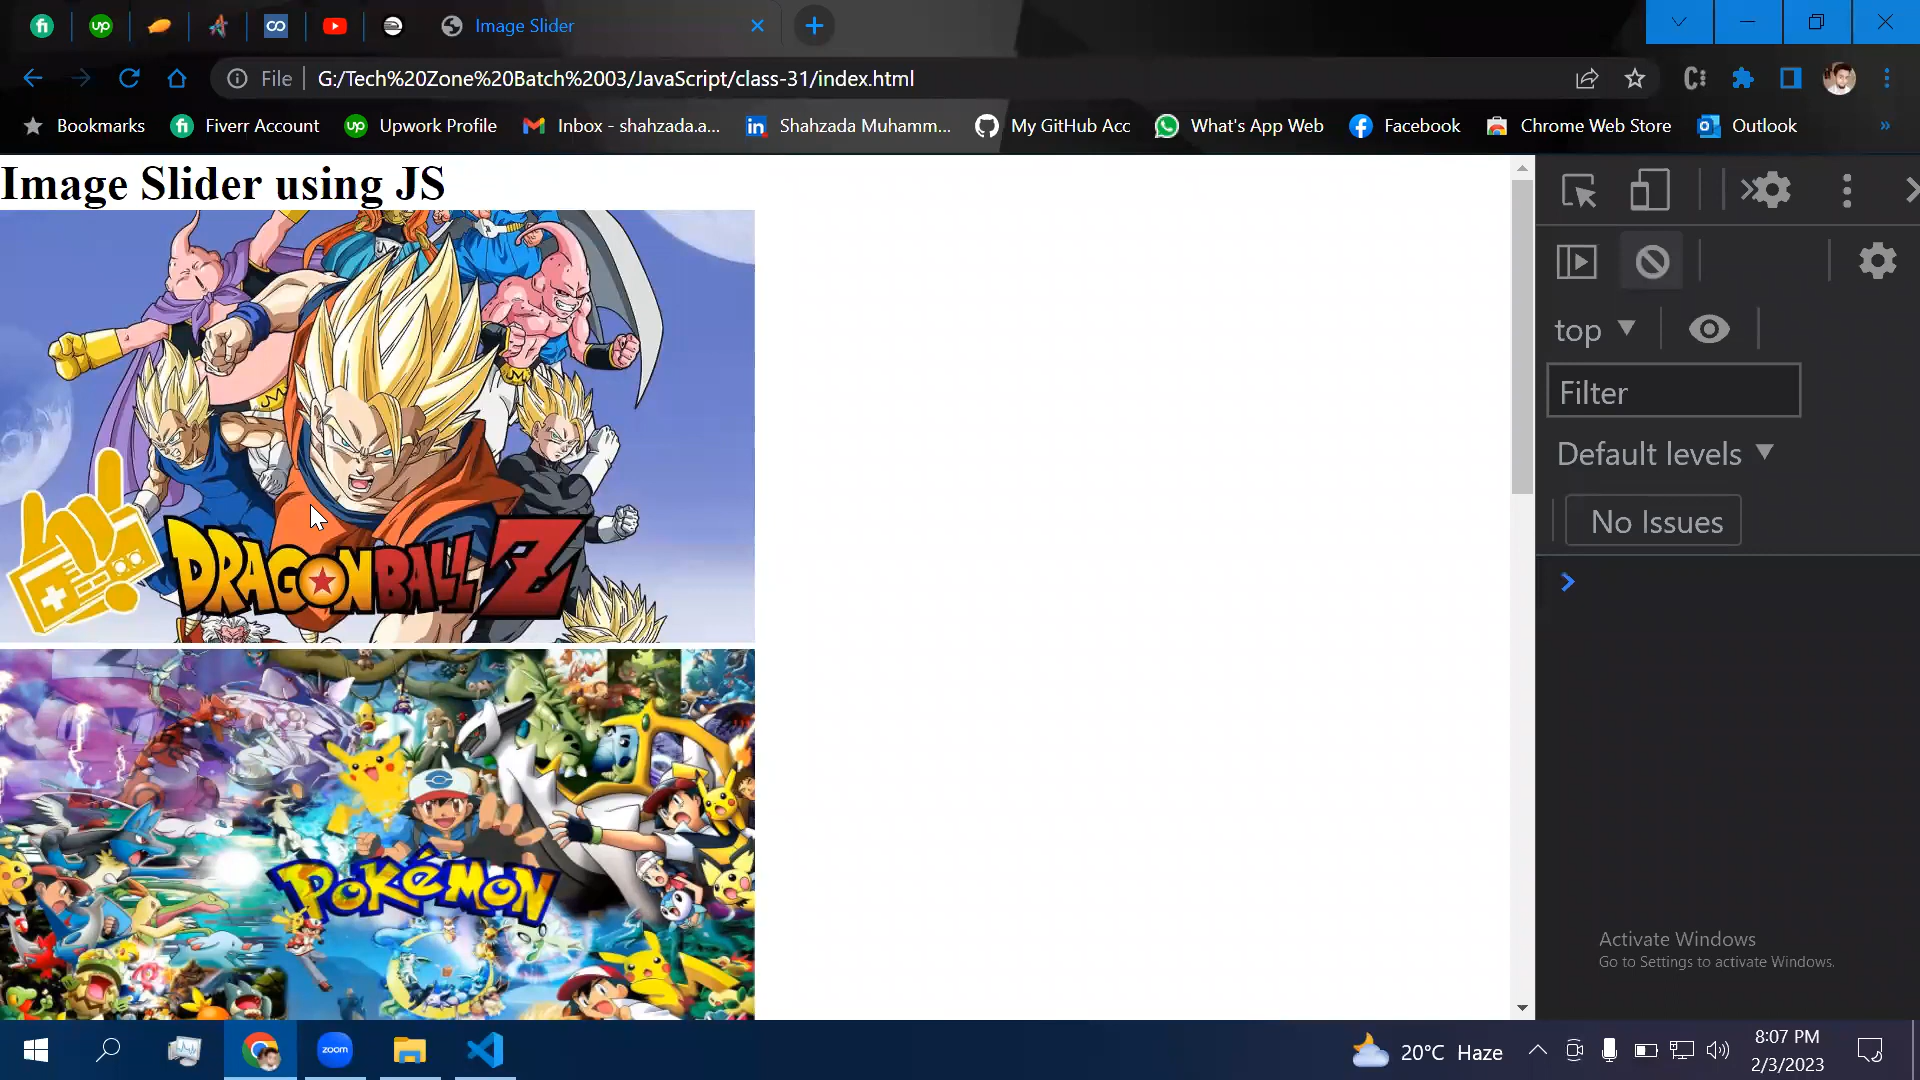 Image Slider
File
G:/Tech%20Zone%20Batch%2003/JavaScript/class-31/index.html
Bookmarks
Fiverr Account
Upwork Profile
Inbox - shahzada.a...
Shahzada Muhamm...
My GitHub Acc
What's App Web
Facebook
Chrome Web Store
Outlook
»
Image Slider using JS
DRAGONBALL Z
POKéMON
top
Filter
Default levels
No Issues
Activate Windows
Go to Settings to activate Windows.
zoom
20°C Haze
8:07 PM
2/3/2023